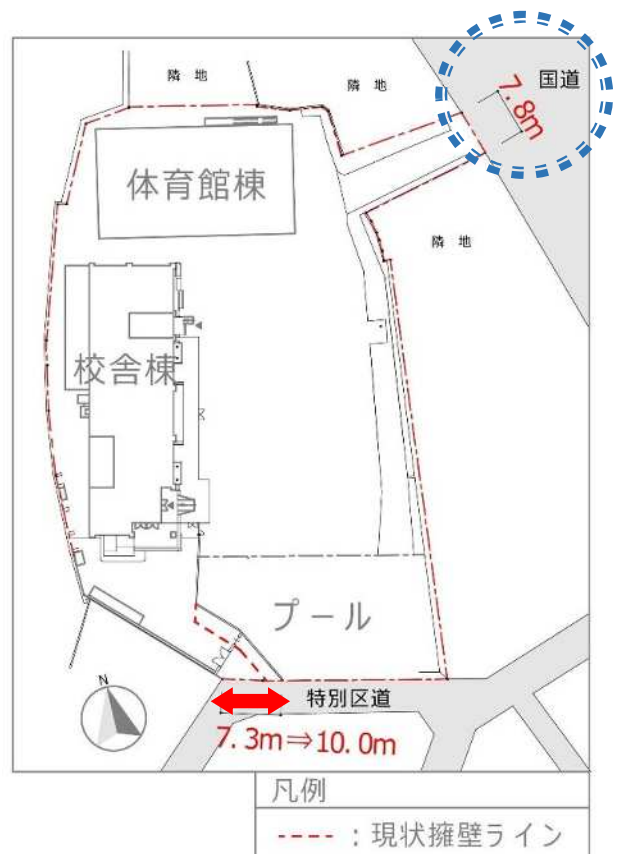 隣 地
隣 地
国道
7.8m
体育館棟
隣 地
校舎棟
プール
N
特別区道
7.3m⇒10.0m
凡例
----：現状擁壁ライン